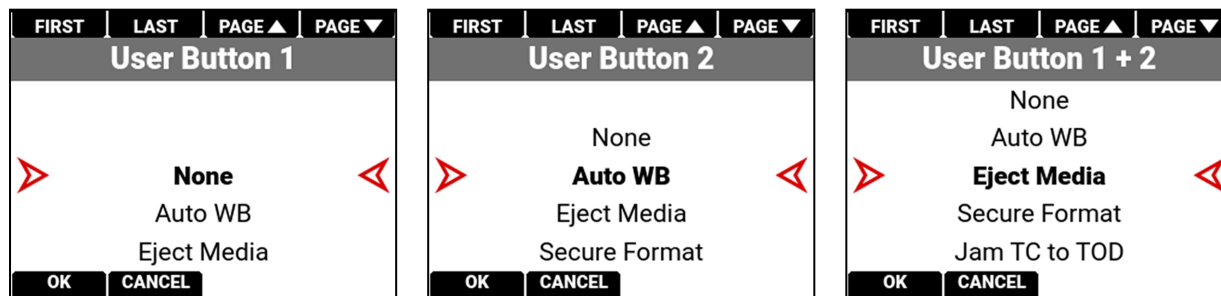 FIRST LAST PAGE▲ PAGE▼
User Button 1
None
Auto WB
Eject Media
OK CANCEL
FIRST LAST PAGE▲ PAGE▼
User Button 2
None
Auto WB
Eject Media
Secure Format
OK CANCEL
FIRST LAST PAGE▲ PAGE▼
User Button 1 + 2
None
Auto WB
Eject Media
Secure Format
Jam TC to TOD
OK CANCEL